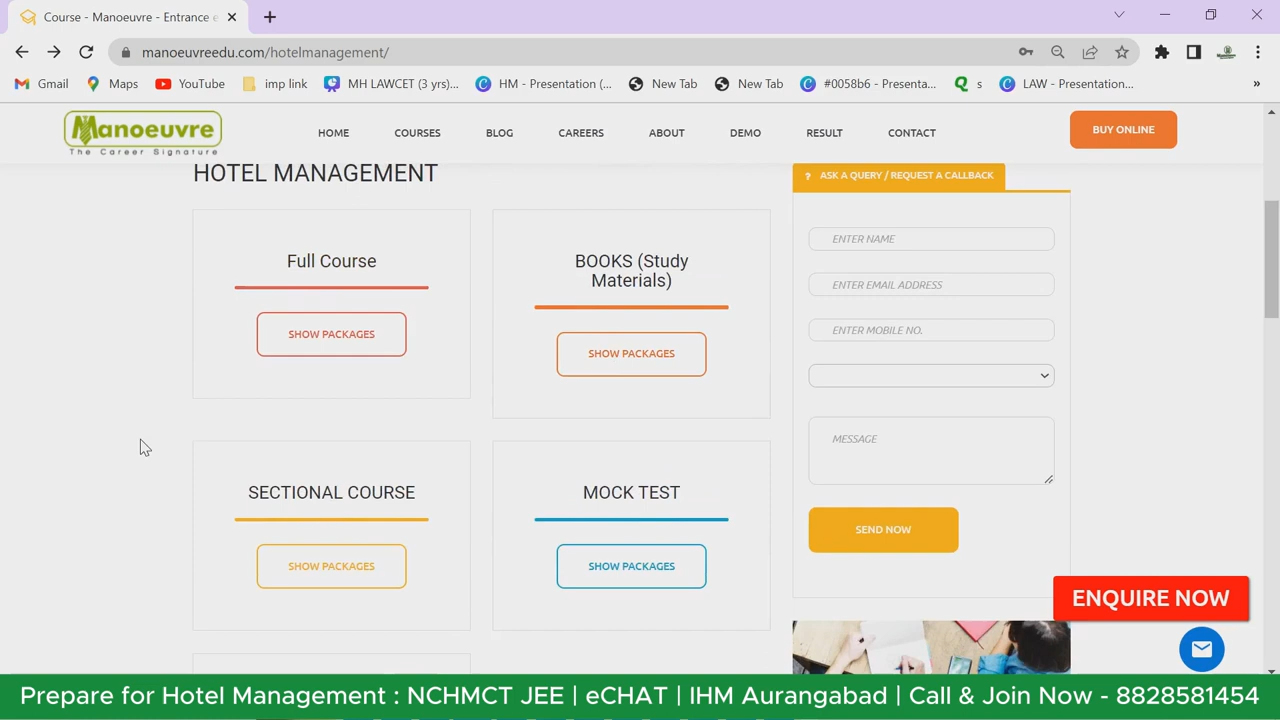 Course - Manoeuvre - Entrance e
manoeuvreedu.com/hotelmanagement/
Gmail
Maps
YouTube
imp link
MH LAWCET (3 yrs)...
HM - Presentation (...
New Tab
New Tab
#0058b6 - Presenta...
s
LAW - Presentation...
»
Manoeuvre
The Career Signature
HOME
COURSES
BLOG
CAREERS
ABOUT
DEMO
RESULT
CONTACT
BUY ONLINE
HOTEL MANAGEMENT
? ASK A QUERY / REQUEST A CALLBACK
Full Course
SHOW PACKAGES
BOOKS (Study
Materials)
SHOW PACKAGES
ENTER NAME
ENTER EMAIL ADDRESS
ENTER MOBILE NO.
MESSAGE
SEND NOW
SECTIONAL COURSE
SHOW PACKAGES
MOCK TEST
SHOW PACKAGES
ENQUIRE NOW
Prepare for Hotel Management : NCHMCT JEE | eCHAT | IHM Aurangabad | Call & Join Now - 8828581454